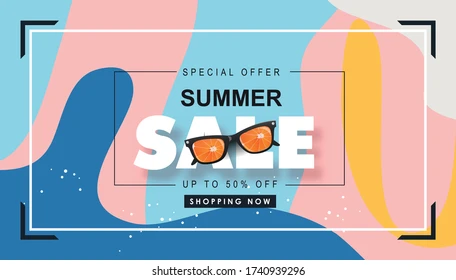 SPECIAL OFFER
SUMMER
SALE
UP TO 50% OFF
SHOPPING NOW
shutterstock.com · 1740939296